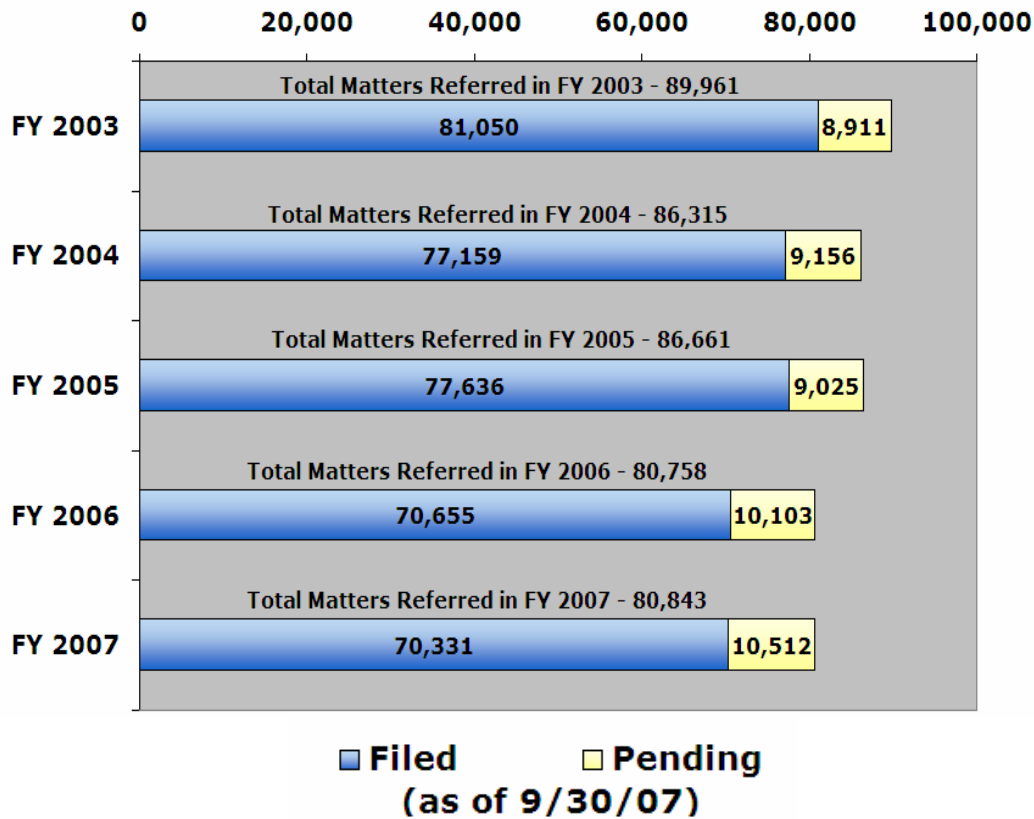 0 20,000 40,000 60,000 80,000 100,000
Total Matters Referred in FY 2003 - 89,961
FY 2003 81,050 8,911
Total Matters Referred in FY 2004 - 86,315
FY 2004 77,159 9,156
Total Matters Referred in FY 2005 - 86,661
FY 2005 77,636 9,025
Total Matters Referred in FY 2006 - 80,758
FY 2006 70,655 10,103
Total Matters Referred in FY 2007 - 80,843
FY 2007 70,331 10,512
Filed Pending
(as of 9/30/07)